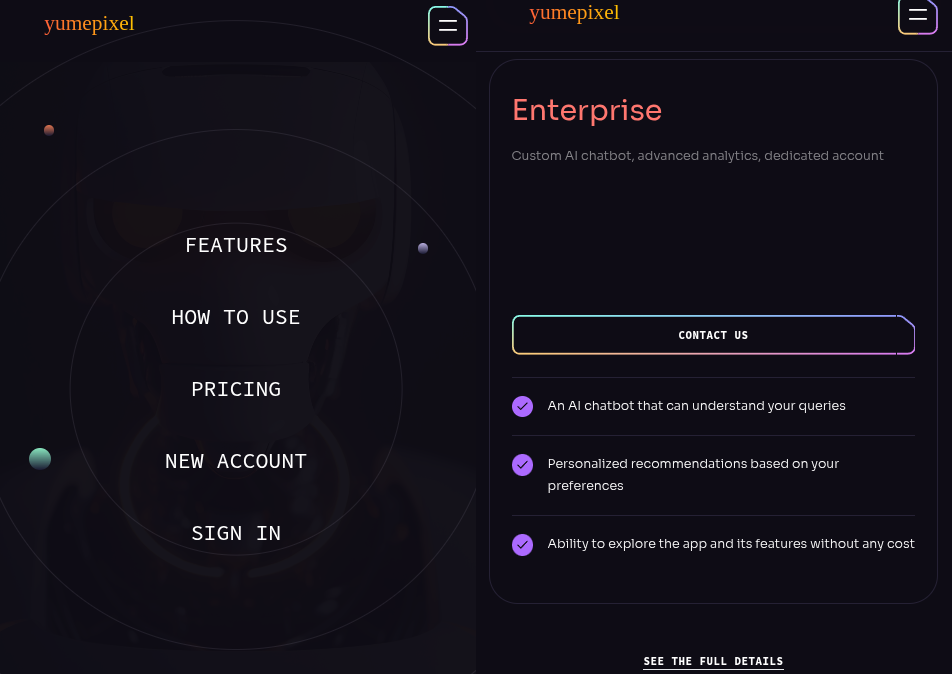 yumepixel
FEATURES
HOW TO USE
PRICING
NEW ACCOUNT
SIGN IN
yumepixel
Enterprise
Custom AI chatbot, advanced analytics, dedicated account
CONTACT US
An AI chatbot that can understand your queries
Personalized recommendations based on your
preferences
Ability to explore the app and its features without any cost
SEE THE FULL DETAILS